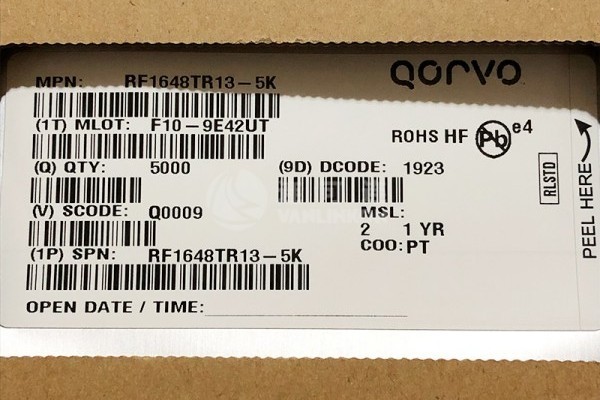 MPN: RF1648TR13-5K
QORVO
(1T) MLOT: F10-9E42UT
ROHS HF Pb e4
(Q) QTY: 5000
(9D) DCODE: 1923
RLSTD
PEEL HERE
(V) SCODE: Q0009
MSL:
2 1 YR
COO: PT
(1P) SPN: RF1648TR13-5K
OPEN DATE / TIME: